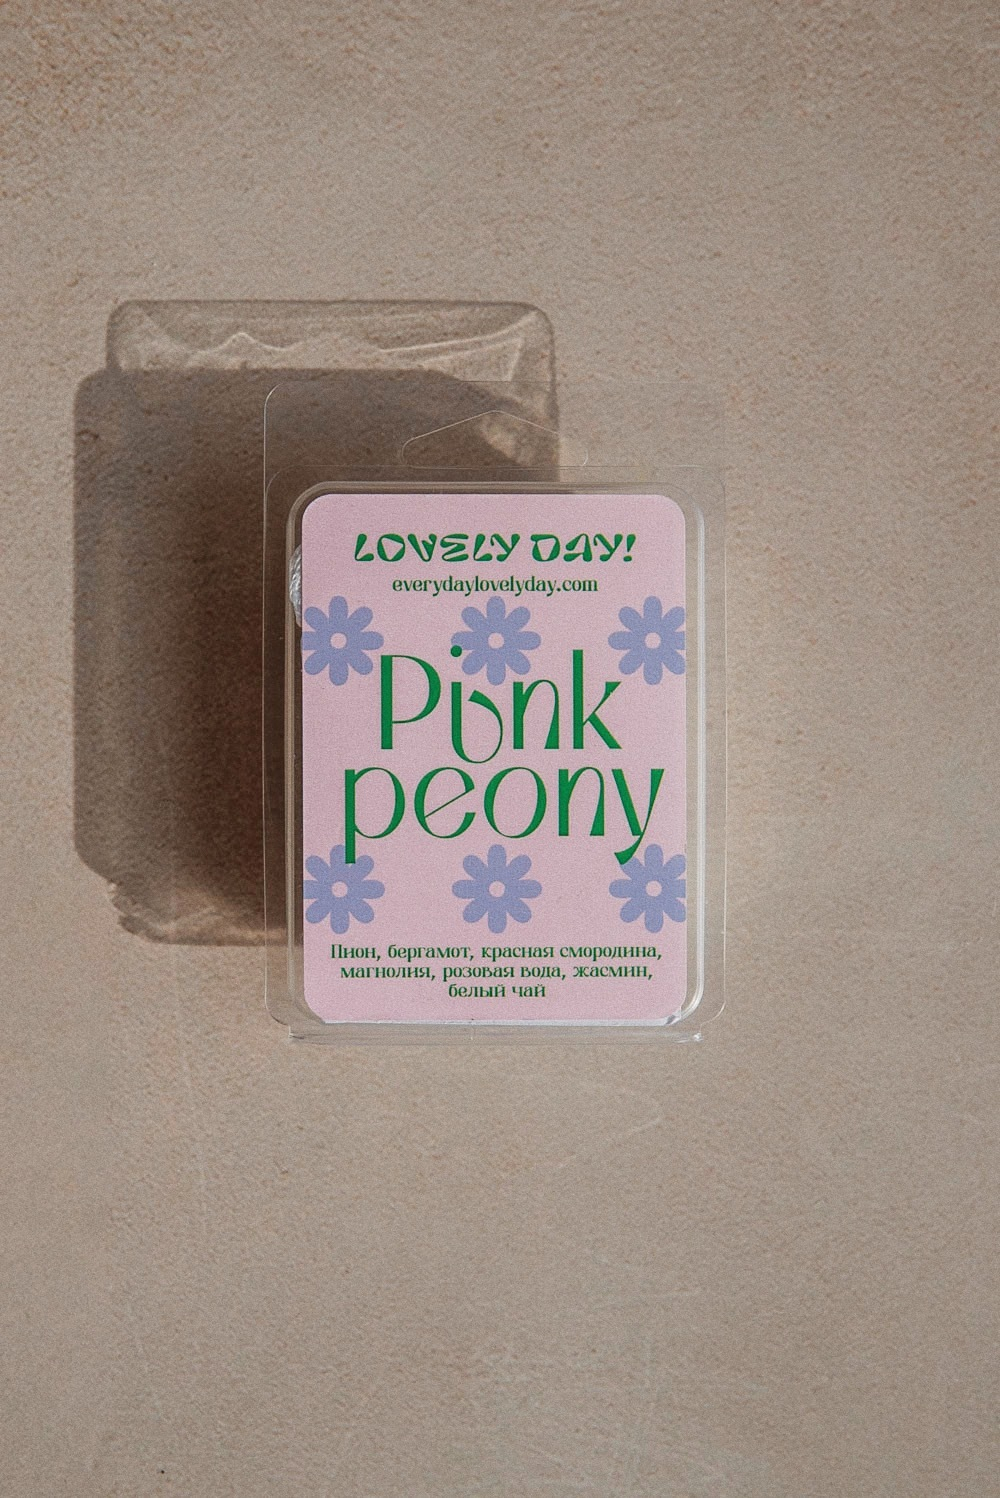 LOVELY DAY!
everydaylovelyday.com
Pink
peony
Пион, бергамот, красная смородина,
магнолия, розовая вода, жасмин,
белый чай